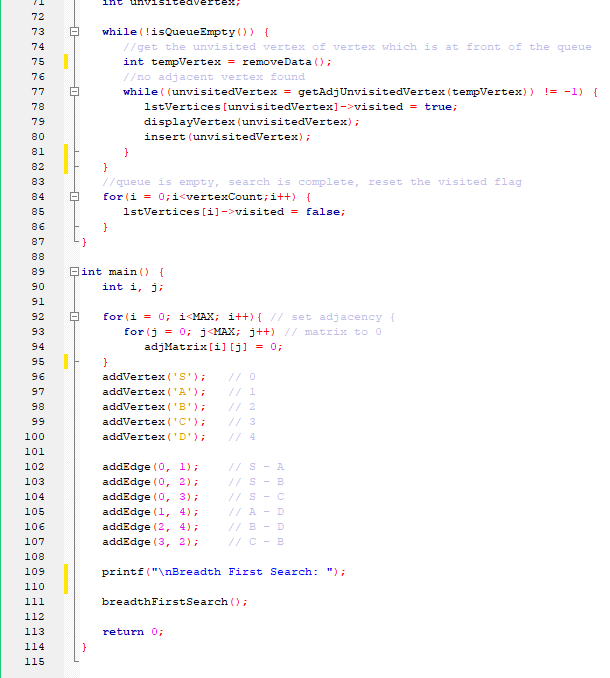 71 int unvisitedVertex;
72
73 while(!isQueueEmpty()) {
74 //get the unvisited vertex of vertex which is at front of the queue
75 int tempVertex = removeData();
76 //no adjacent vertex found
77 while((unvisitedVertex = getAdjUnvisitedVertex(tempVertex)) != -1) {
78 lstVertices[unvisitedVertex]->visited = true;
79 displayVertex(unvisitedVertex);
80 insert(unvisitedVertex);
81 }
82 }
83 //queue is empty, search is complete, reset the visited flag
84 for(i = 0;i<vertexCount;i++) {
85 lstVertices[i]->visited = false;
86 }
87 }
88
89 int main() {
90 int i, j;
91
92 for(i = 0; i<MAX; i++){ // set adjacency {
93 for(j = 0; j<MAX; j++) // matrix to 0
94 adjMatrix[i][j] = 0;
95 }
96 addVertex('S'); // 0
97 addVertex('A'); // 1
98 addVertex('B'); // 2
99 addVertex('C'); // 3
100 addVertex('D'); // 4
101
102 addEdge(0, 1); // S - A
103 addEdge(0, 2); // S - B
104 addEdge(0, 3); // S - C
105 addEdge(1, 4); // A - D
106 addEdge(2, 4); // B - D
107 addEdge(3, 2); // C - B
108
109 printf("\nBreadth First Search: ");
110
111 breadthFirstSearch();
112
113 return 0;
114 }
115